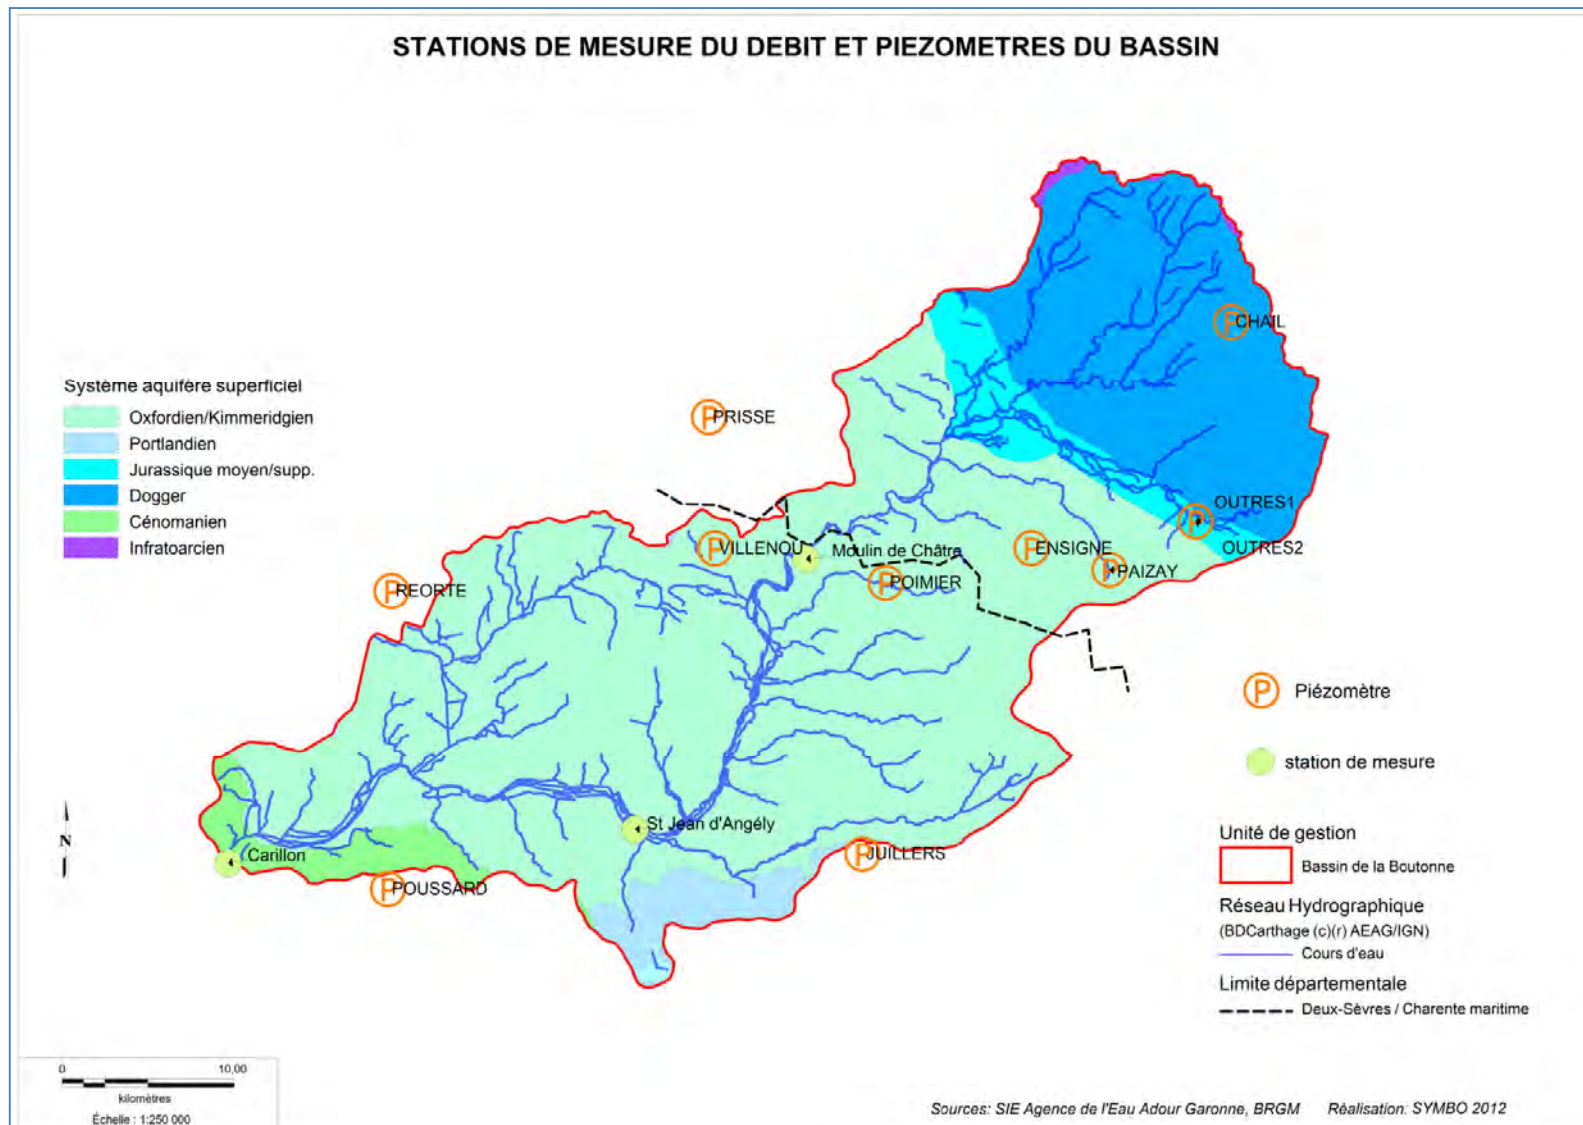 STATIONS DE MESURE DU DEBIT ET PIEZOMETRES DU BASSIN
Système aquifère superficiel
Oxfordien/Kimmeridgien
Portlandien
Jurassique moyen/supp.
Dogger
Cénomanien
Infratoarcien
P CHAIL
P PRISSE
OUTRES1
P
OUTRES2
P VILLENOU
Moulin de Châtre
P ENSIGNE
P PAIZAY
P POIMIER
P REORTE
St Jean d'Angély
Carillon
P JUILLERS
P POUSSARD
P Piézomètre
station de mesure
Unité de gestion
Bassin de la Boutonne
Réseau Hydrographique
(BDCarthage (c)(r) AEAG/IGN)
Cours d'eau
Limite départementale
Deux-Sèvres / Charente maritime
N
0 10,00
kilomètres
Échelle : 1:250 000
Sources: SIE Agence de l'Eau Adour Garonne, BRGM Réalisation: SYMBO 2012